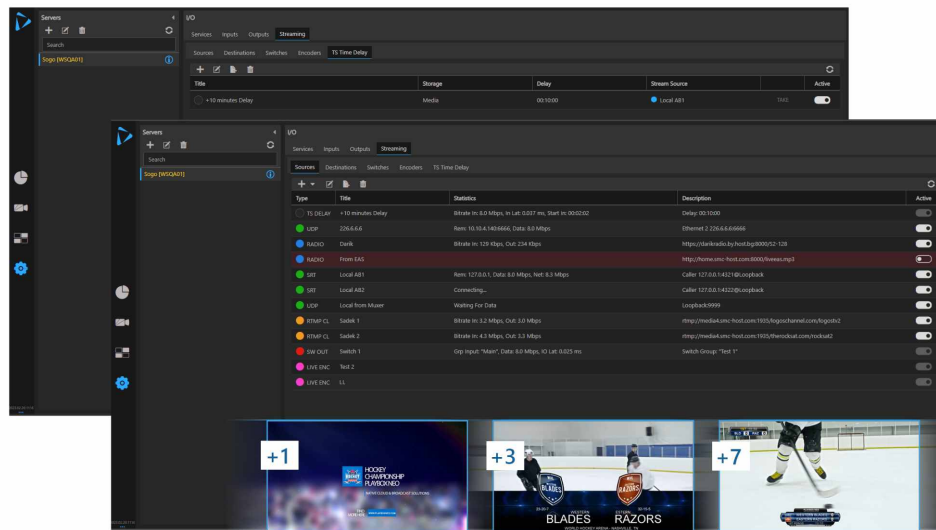 Servers
I/O
Services Inputs Outputs Streaming
Search
Sources Destinations Switches Encoders TS Time Delay
Sogo [WSQA01]
Title Storage Delay Stream Source Active
+10 minutes Delay Media 00:10:00 Local AB1
Servers
I/O
Services Inputs Outputs Streaming
Search
Sources Destinations Switches Encoders TS Time Delay
Sogo [WSQA01]
Type Title Statistics Description Active
TS DELAY +10 minutes Delay Bitrate In: 8.0 Mbps, In Lat: 0.037 ms, Start in: 00:02:02 Delay: 00:10:00
UDP 226.6.6.6 Rem: 10.10.4.140:6666, Data: 8.0 Mbps Ethernet 2 226.6.6.6:6666
RADIO Darik Bitrate In: 129 Kbps, Out: 234 Kbps https://darikradio.by.host.bg:8000/S2-128
RADIO From EAS http://home.smc-host.com:8000/liveeas.mp3
SRT Local AB1 Rem: 127.0.0.1, Data: 8.0 Mbps, Net: 8.3 Mbps Caller 127.0.0.1:4321@Loopback
SRT Local AB2 Connecting... Caller 127.0.0.1:4322@Loopback
UDP Local from Muxer Waiting For Data Loopback:9999
RTMP CL Sadek 1 Bitrate In: 3.2 Mbps, Out: 3.0 Mbps rtmp://media4.smc-host.com:1935/logoschannel.com/logostv2
RTMP CL Sadek 2 Bitrate In: 4.3 Mbps, Out: 3.3 Mbps rtmp://media4.smc-host.com:1935/therocksat.com/rocksat2
SW OUT Switch 1 Grp Input: "Main", Data: 8.0 Mbps, IO Lat: 0.025 ms Switch Group: "Test 1"
LIVE ENC Test 2
LIVE ENC LL
+1
+3
+7
HOCKEY
CHAMPIONSHIP
PLAYBOXNEO
BLADES
RAZORS
WESTERN
BLADES
RAZORS
WORLD HOCKEY ARENA - NASHVILLE, TN